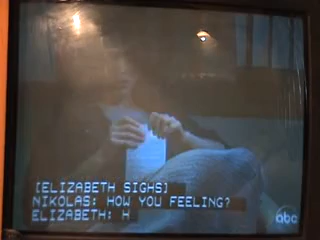 [ELIZABETH SIGHS]
NIKOLAS: HOW YOU FEELING?
ELIZABETH: H
abc